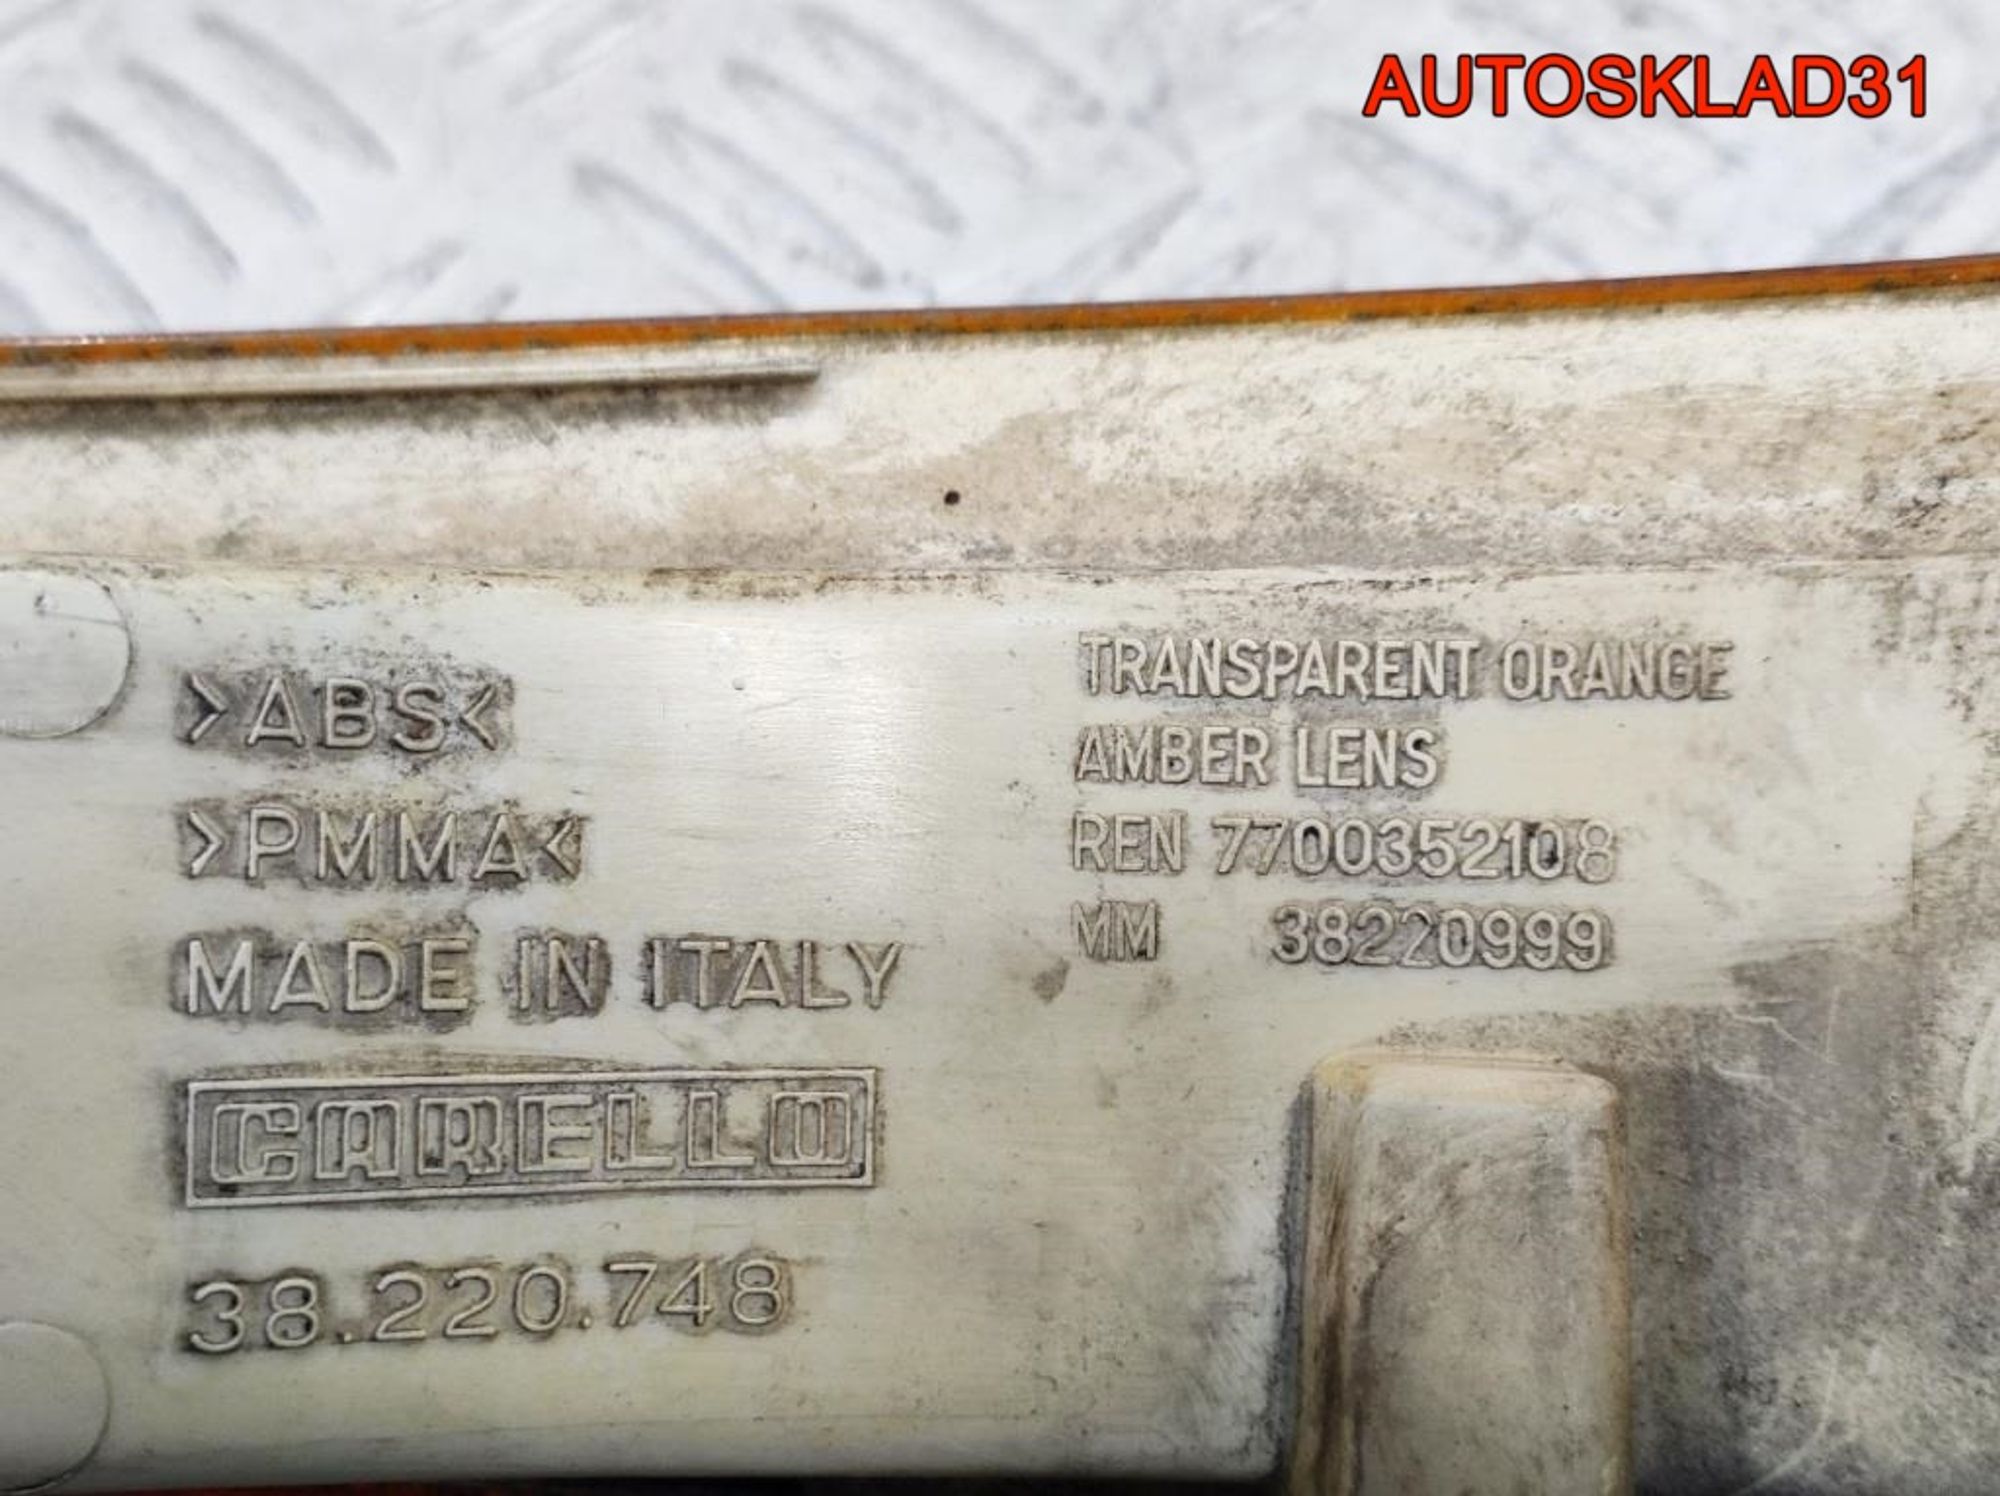 AUTOSKLAD31
>ABS<
>PMMA<
MADE IN ITALY
CARELLO
38.220.748
TRANSPARENT ORANGE
AMBER LENS
REN 7700352108
MM 38220999